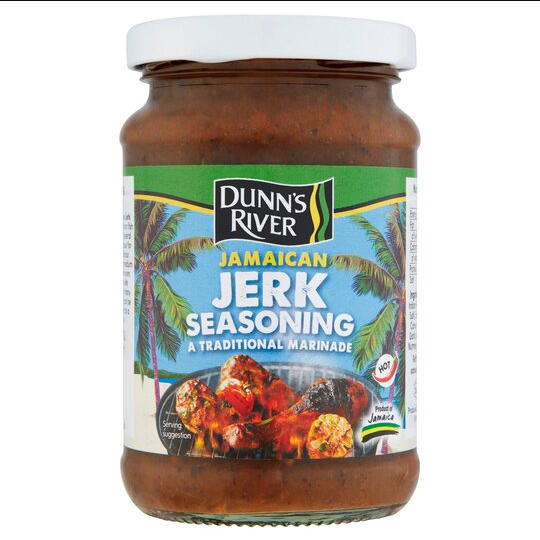 DUNN'S
RIVER
JAMAICAN
JERK
SEASONING
A TRADITIONAL MARINADE
HOT
Product of
Jamaica
Serving
suggestion